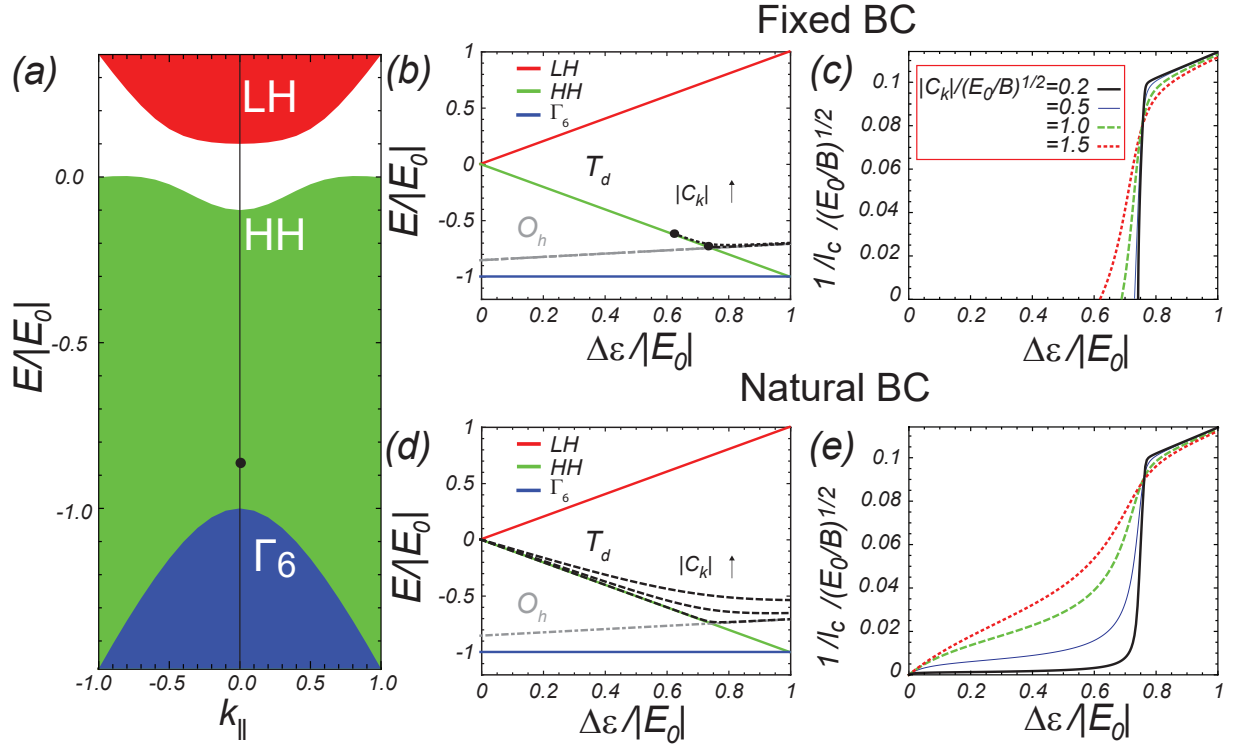 Fixed BC
(a)
LH
HH
Γ6
E/|E0|
0.0
-0.5
-1.0
-1.0 -0.5 0.0 0.5 1.0
k||
(b)
E/|E0|
1
0.5
0
-0.5
-1
LH
HH
Γ6
Td
|Ck| ↑
Oh
0 0.2 0.4 0.6 0.8 1
Δε/|E0|
(c)
1/lc/(E0/B)1/2
0.1
0.08
0.04
0.02
0
|Ck|/(E0/B)1/2=0.2
=0.5
=1.0
=1.5
0 0.2 0.4 0.6 0.8 1
Δε/|E0|
Natural BC
(d)
E/|E0|
1
0.5
0
-0.5
-1
LH
HH
Γ6
Td
|Ck| ↑
Oh
0 0.2 0.4 0.6 0.8 1
Δε/|E0|
(e)
1/lc/(E0/B)1/2
0.1
0.08
0.04
0.02
0
0 0.2 0.4 0.6 0.8 1
Δε/|E0|